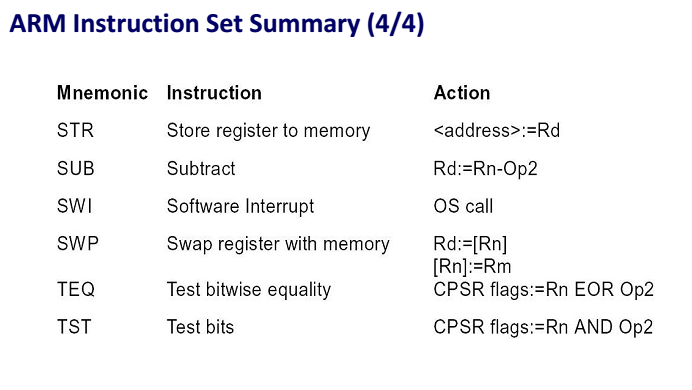 ARM Instruction Set Summary (4/4)
Mnemonic Instruction Action
STR Store register to memory <address>:=Rd
SUB Subtract Rd:=Rn-Op2
SWI Software Interrupt OS call
SWP Swap register with memory Rd:=[Rn]
[Rn]:=Rm
TEQ Test bitwise equality CPSR flags:=Rn EOR Op2
TST Test bits CPSR flags:=Rn AND Op2